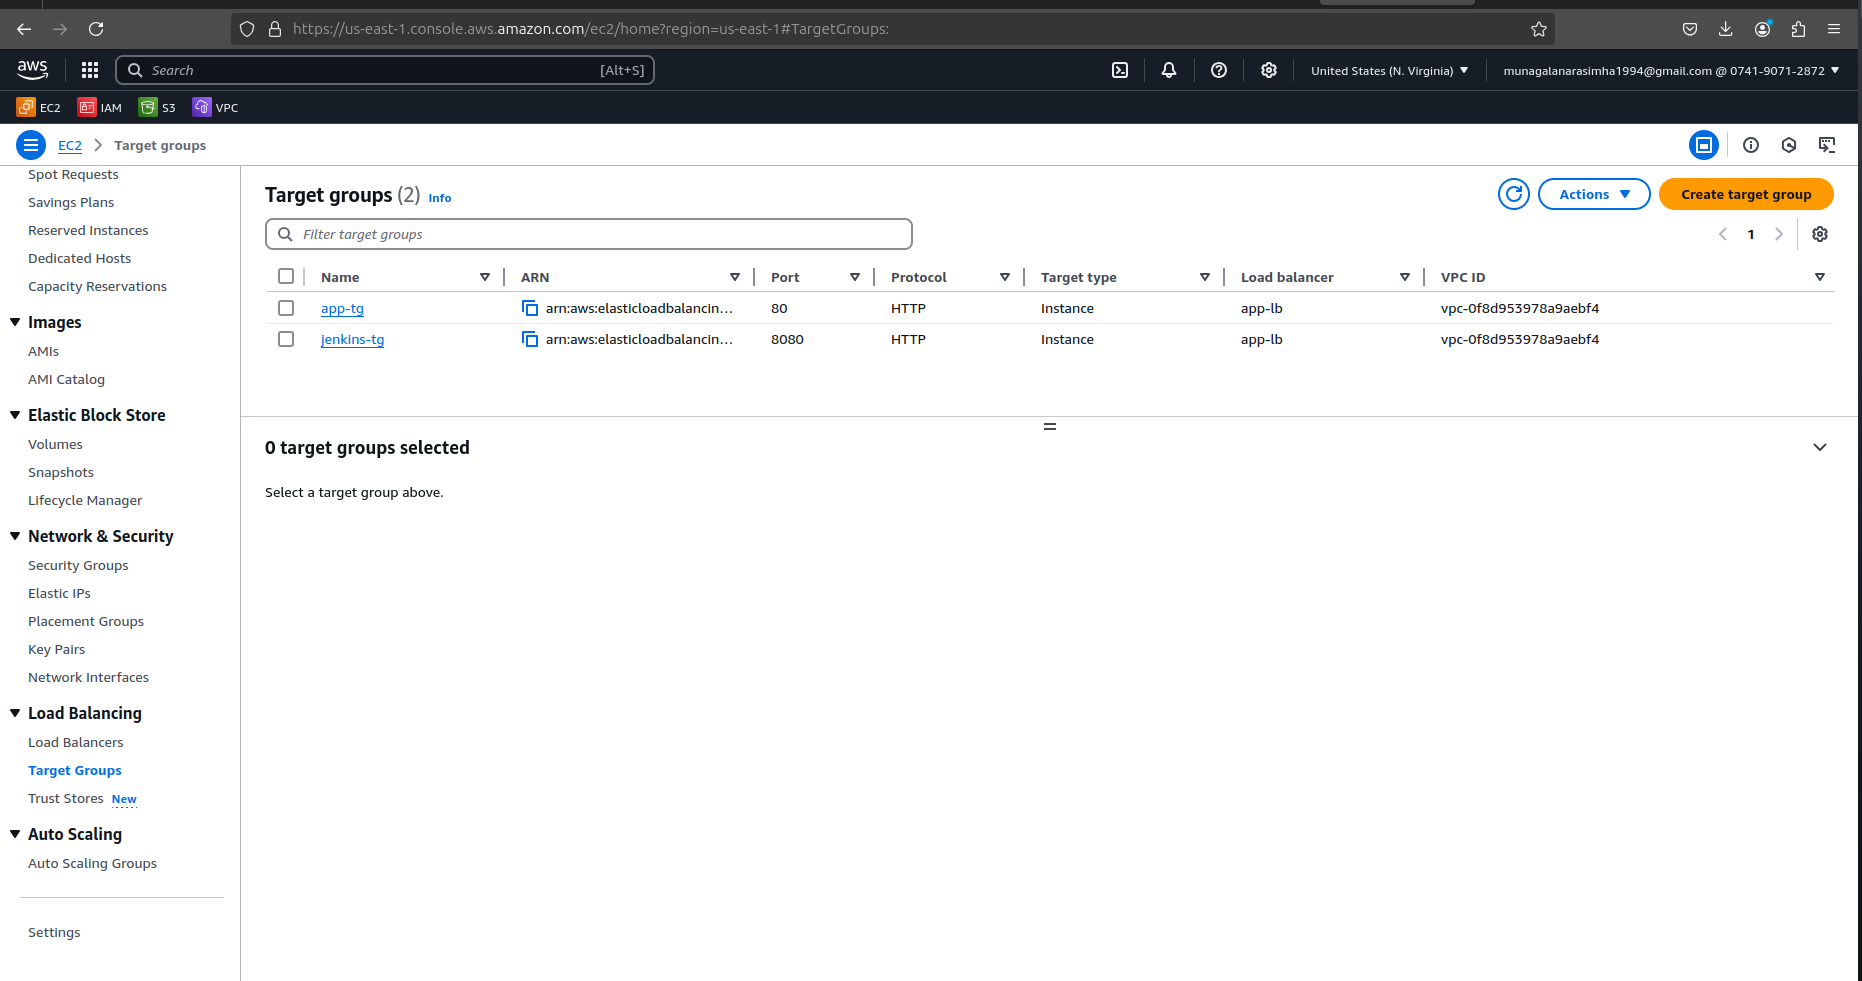 https://us-east-1.console.aws.amazon.com/ec2/home?region=us-east-1#TargetGroups:
aws
Search [Alt+S]
United States (N. Virginia)
munagalanarasimha1994@gmail.com @ 0741-9071-2872
EC2 IAM S3 VPC
EC2 Target groups
Spot Requests
Savings Plans
Reserved Instances
Dedicated Hosts
Capacity Reservations
Images
AMIs
AMI Catalog
Elastic Block Store
Volumes
Snapshots
Lifecycle Manager
Network & Security
Security Groups
Elastic IPs
Placement Groups
Key Pairs
Network Interfaces
Load Balancing
Load Balancers
Target Groups
Trust Stores New
Auto Scaling
Auto Scaling Groups
Settings
Target groups (2) Info
Actions
Create target group
Filter target groups
1
Name ARN Port Protocol Target type Load balancer VPC ID
app-tg arn:aws:elasticloadbalancin... 80 HTTP Instance app-lb vpc-0f8d953978a9aebf4
jenkins-tg arn:aws:elasticloadbalancin... 8080 HTTP Instance app-lb vpc-0f8d953978a9aebf4
0 target groups selected
Select a target group above.